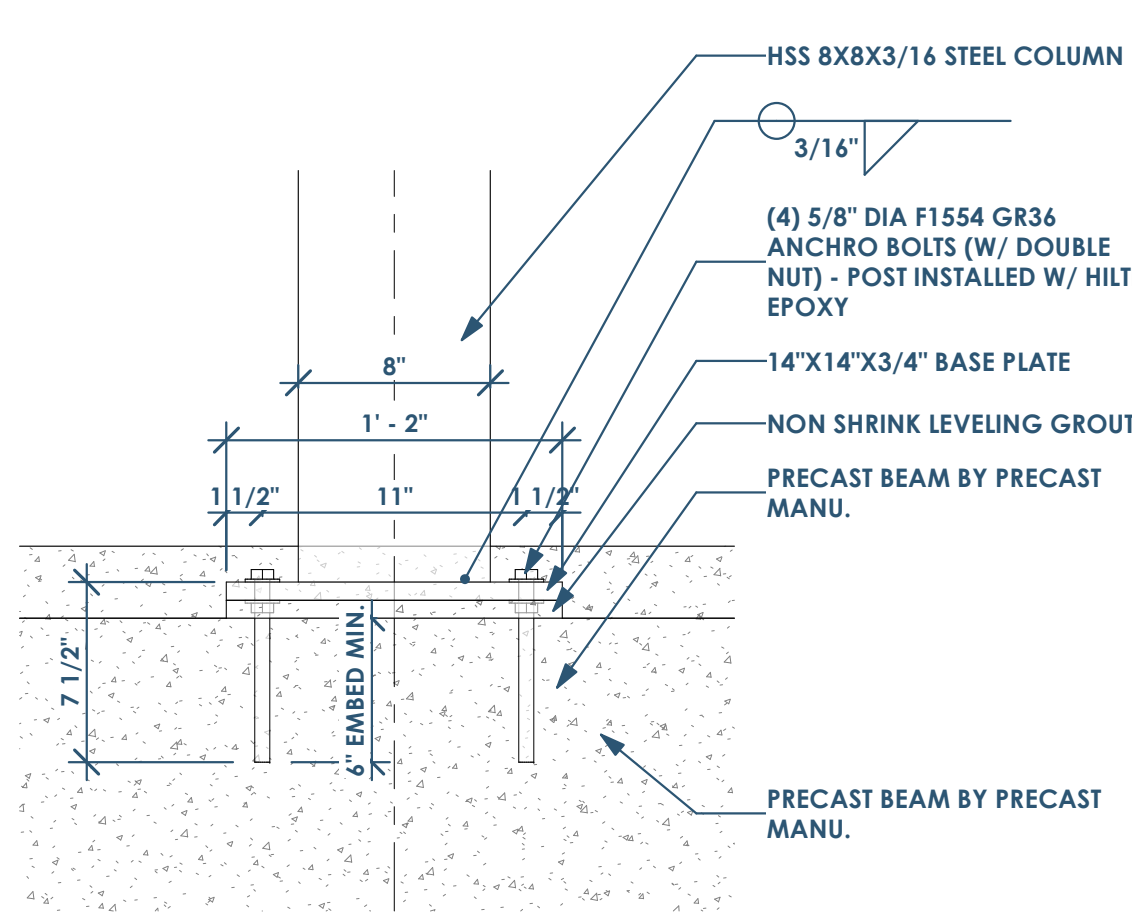 HSS 8X8X3/16 STEEL COLUMN
3/16"
(4) 5/8" DIA F1554 GR36
ANCHRO BOLTS (W/ DOUBLE
NUT) - POST INSTALLED W/ HILT
EPOXY
8"
14"X14"X3/4" BASE PLATE
1' - 2"
NON SHRINK LEVELING GROUT
1 1/2"
11"
1 1/2"
PRECAST BEAM BY PRECAST
MANU.
7 1/2"
6" EMBED MIN.
PRECAST BEAM BY PRECAST
MANU.